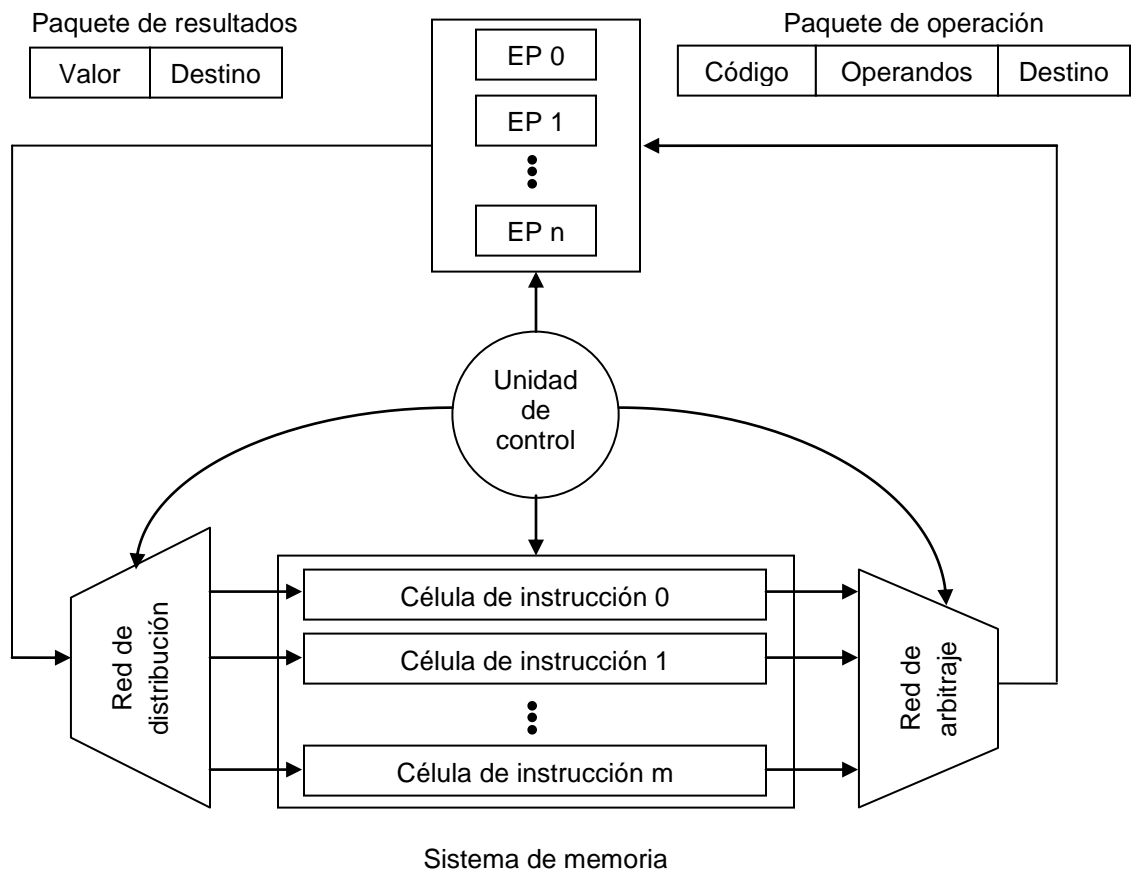 Paquete de resultados
Valor Destino
EP 0
EP 1
EP n
Paquete de operación
Código Operandos Destino
Unidad
de
control
Red de
distribución
Célula de instrucción 0
Célula de instrucción 1
Célula de instrucción m
Red de
arbitraje
Sistema de memoria